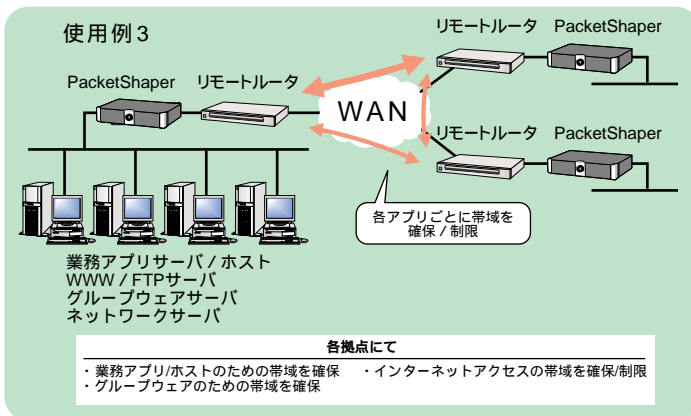 使用例3
リモートルータ PacketShaper
PacketShaper リモートルータ
WAN
リモートルータ PacketShaper
各アプリごとに帯域を
確保 / 制限
業務アプリサーバ / ホスト
WWW / FTPサーバ
グループウェアサーバ
ネットワークサーバ
各拠点にて
・業務アプリ/ホストのための帯域を確保 ・インターネットアクセスの帯域を確保/制限
・グループウェアのための帯域を確保